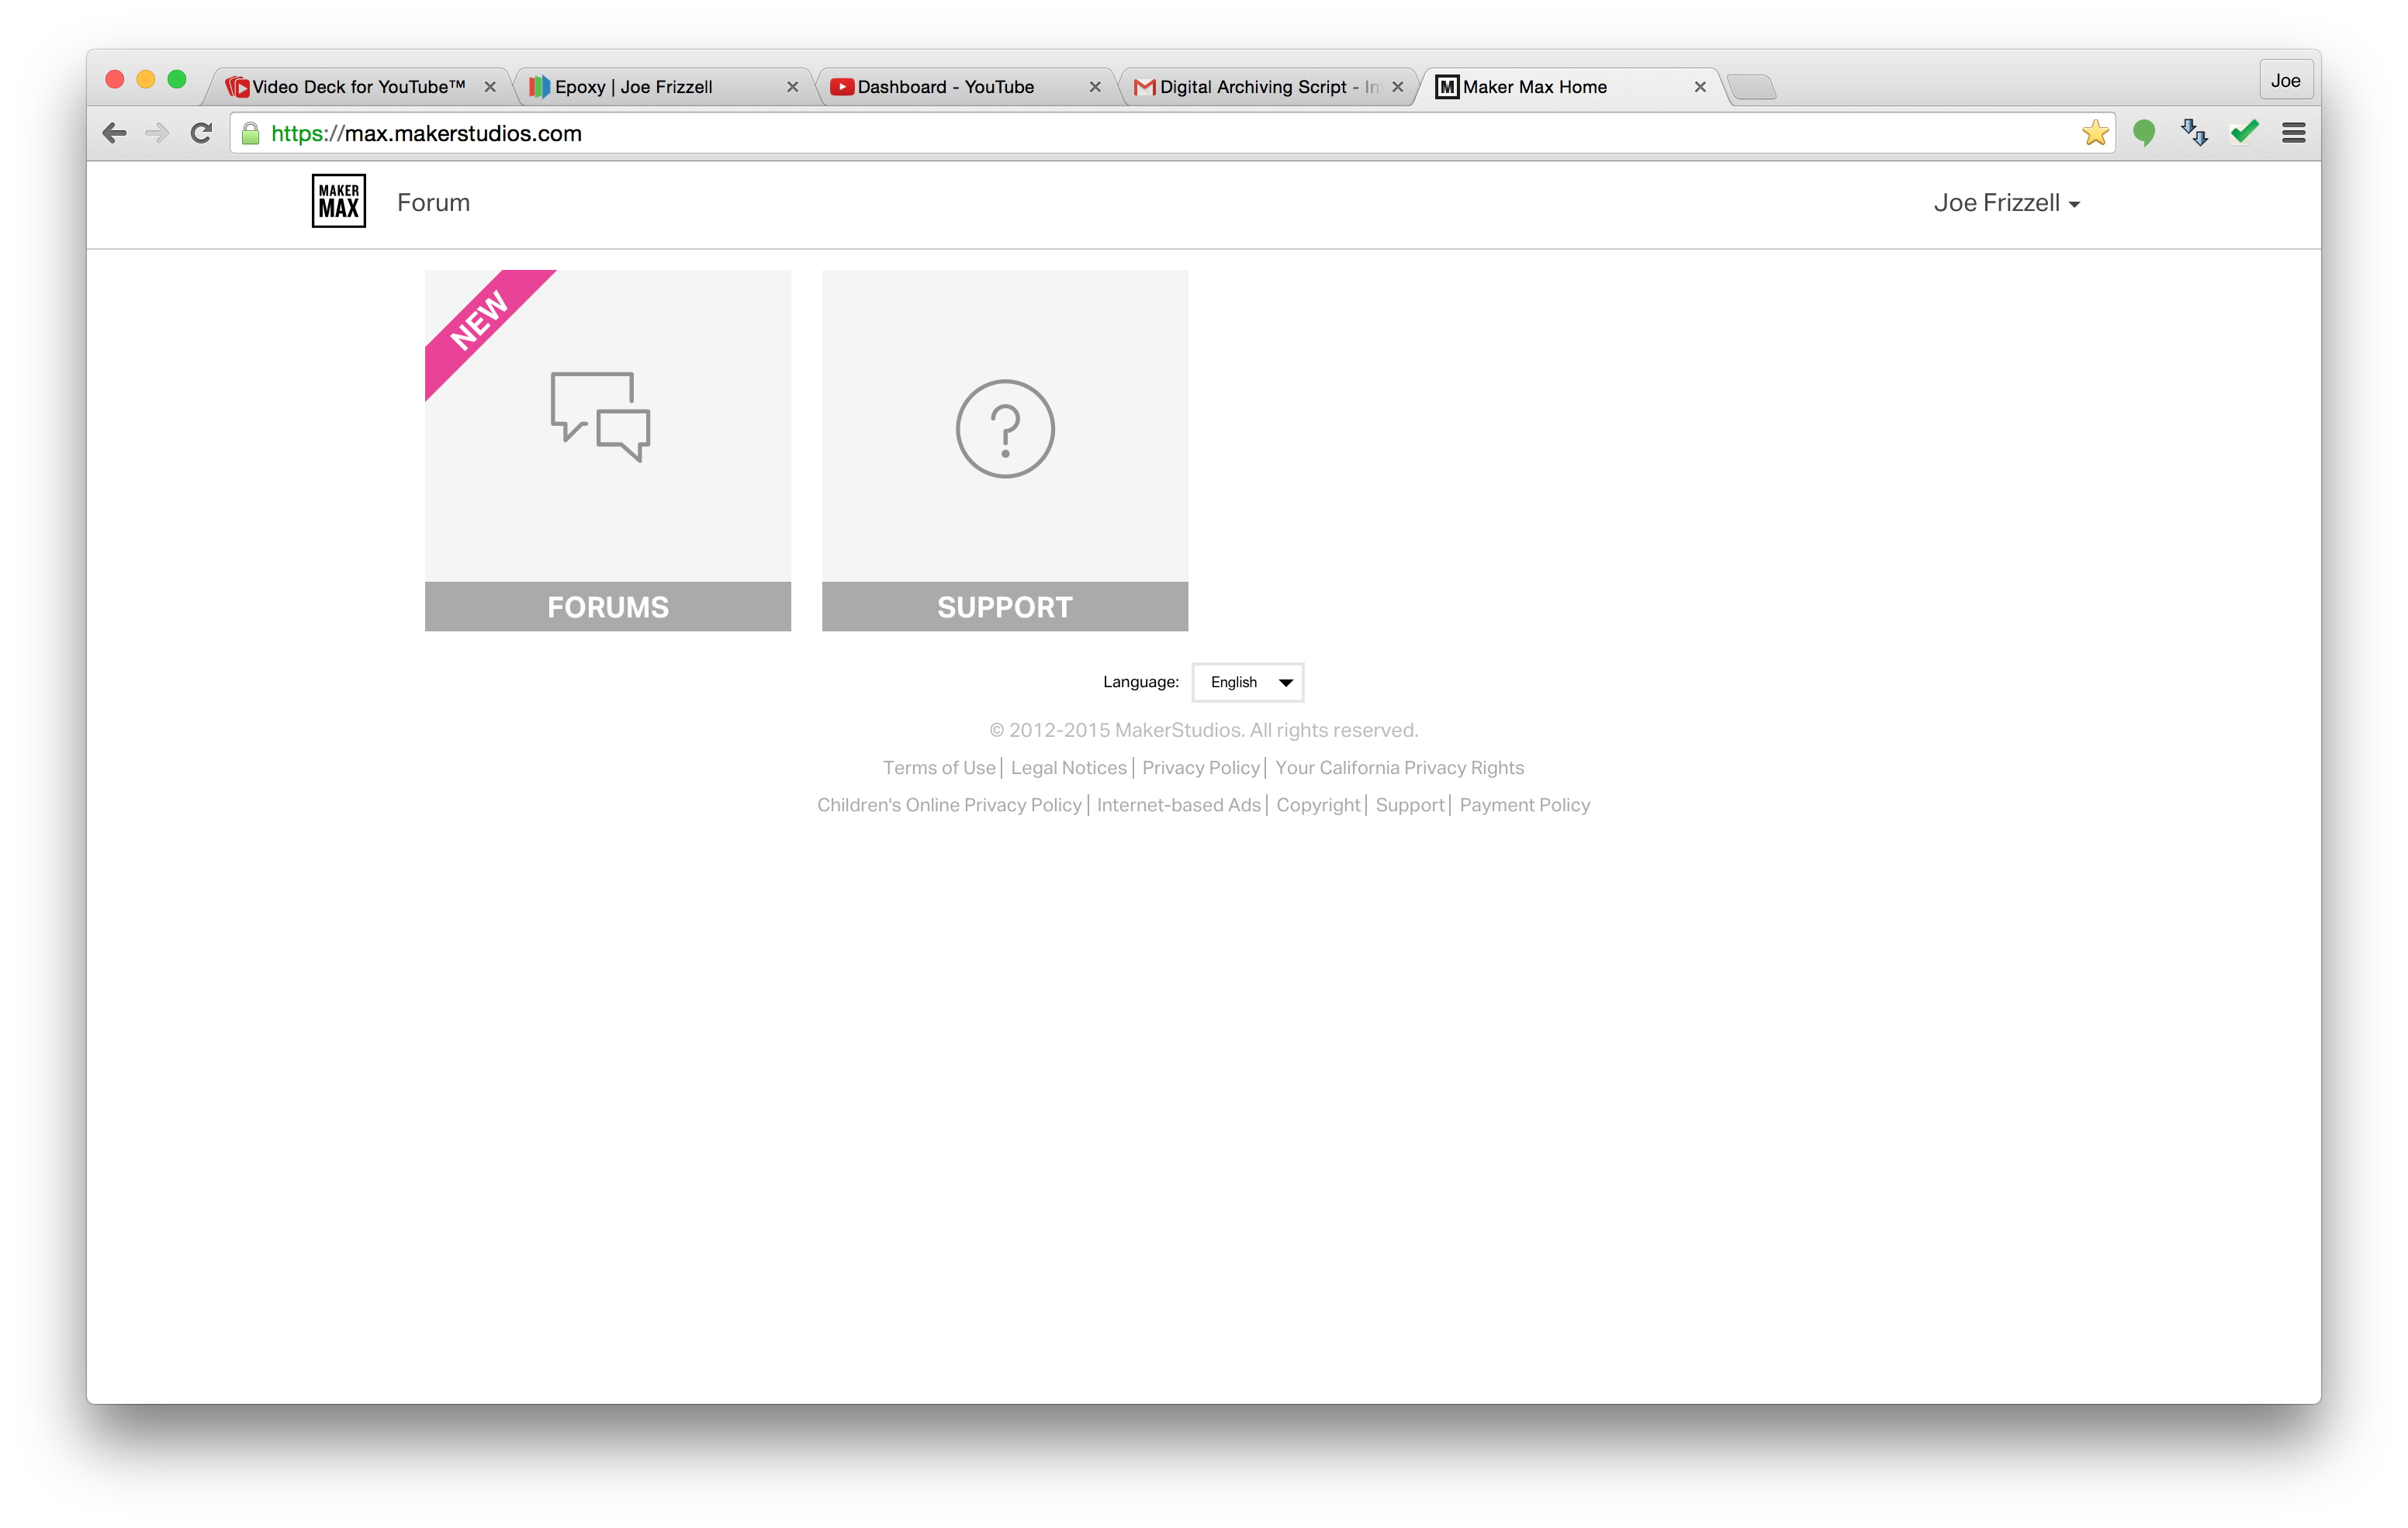 Video Deck for YouTube™
Epoxy | Joe Frizzell
Dashboard - YouTube
Digital Archiving Script - In
M Maker Max Home
Joe
https://max.makerstudios.com
MAKER
MAX
Forum
Joe Frizzell
NEW
?
FORUMS
SUPPORT
Language: English
© 2012-2015 MakerStudios. All rights reserved.
Terms of Use | Legal Notices | Privacy Policy | Your California Privacy Rights
Children's Online Privacy Policy | Internet-based Ads | Copyright | Support | Payment Policy